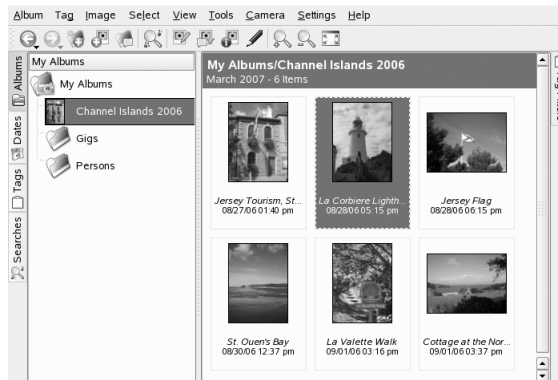 Album Tag Image Select View Tools Camera Settings Help
Albums
Dates
Tags
Searches
My Albums
My Albums
Channel Islands 2006
Gigs
Persons
My Albums/Channel Islands 2006
March 2007 - 6 Items
Jersey Tourism, St...
08/27/06 01:40 pm
La Corbiere Lighth...
08/28/06 05:15 pm
Jersey Flag
08/28/06 06:15 pm
St. Ouen's Bay
08/30/06 12:37 pm
La Valette Walk
09/01/06 03:16 pm
Cottage at the Nor...
09/01/06 03:37 pm